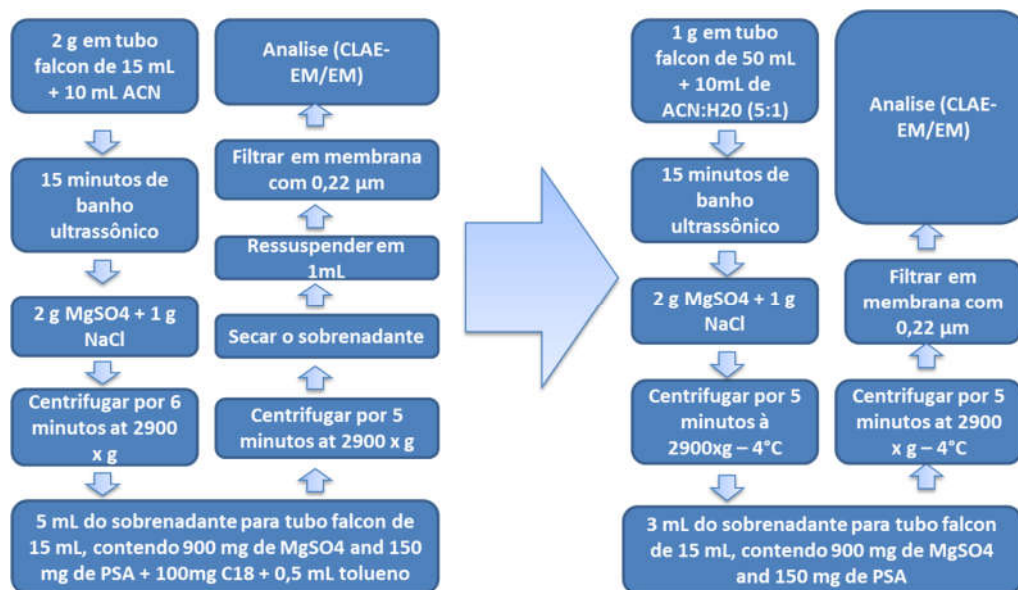 2 g em tubo
falcon de 15 mL
+ 10 mL ACN
15 minutos de
banho
ultrassônico
2 g MgSO4 + 1 g
NaCl
Centrifugar por 6
minutos at 2900
x g
5 mL do sobrenadante para tubo falcon de
15 mL, contendo 900 mg de MgSO4 and 150
mg de PSA + 100mg C18 + 0,5 mL tolueno
Centrifugar por 5
minutos at 2900 x g
Secar o sobrenadante
Ressuspender em
1mL
Filtrar em membrana
com 0,22 µm
Analise (CLAE-
EM/EM)
1 g em tubo
falcon de 50 mL
+ 10mL de
ACN:H20 (5:1)
15 minutos de
banho
ultrassônico
2 g MgSO4 + 1 g
NaCl
Centrifugar por 5
minutos à
2900xg – 4°C
3 mL do sobrenadante para tubo falcon
de 15 mL, contendo 900 mg de MgSO4
and 150 mg de PSA
Centrifugar por 5
minutos at 2900
x g – 4°C
Filtrar em
membrana com
0,22 µm
Analise (CLAE-
EM/EM)